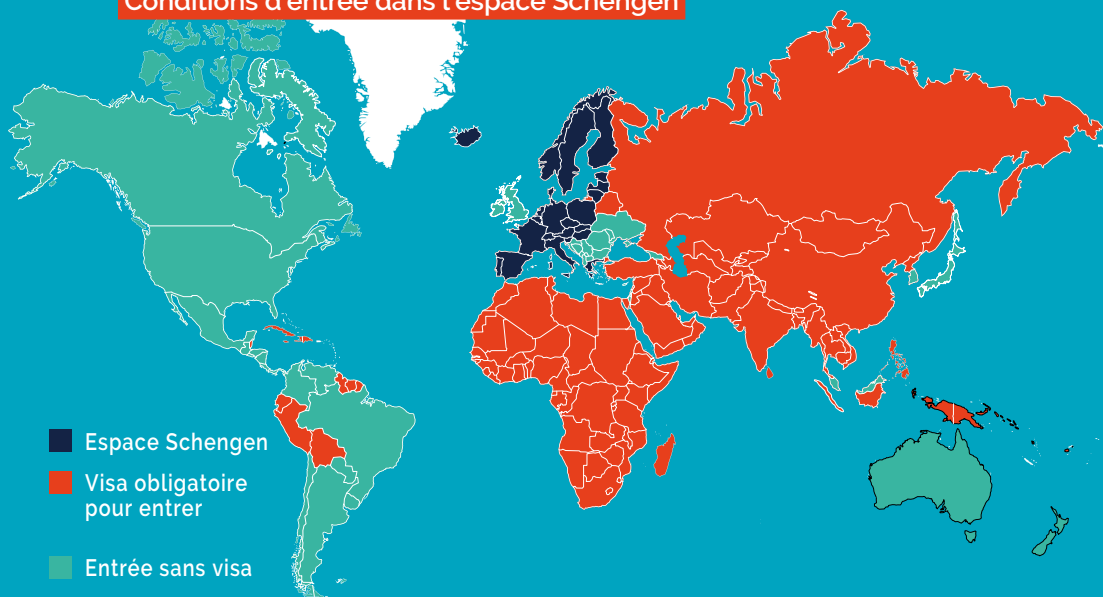 Conditions d'entrée dans l'espace Schengen
Espace Schengen
Visa obligatoire
pour entrer
Entrée sans visa